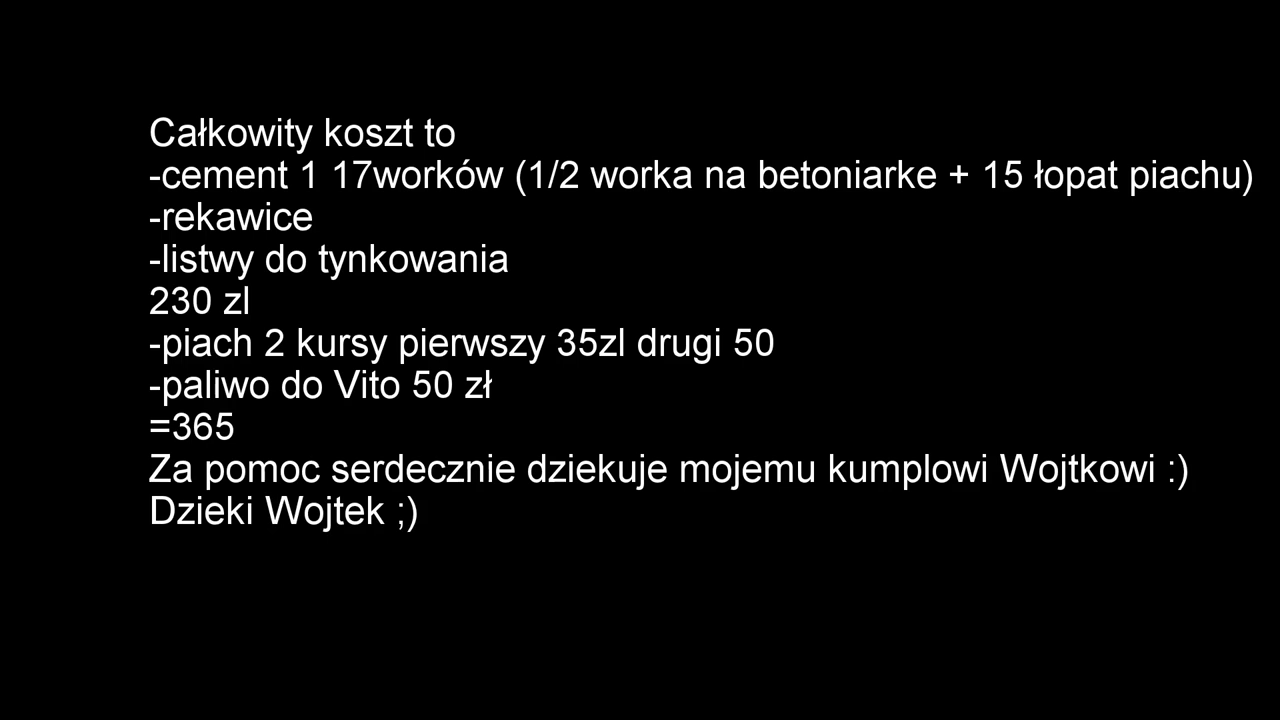 Całkowity koszt to
-cement 1 17worków (1/2 worka na betoniarke + 15 łopat piachu)
-rekawice
-listwy do tynkowania
230 zl
-piach 2 kursy pierwszy 35zl drugi 50
-paliwo do Vito 50 zł
=365
Za pomoc serdecznie dziekuje mojemu kumplowi Wojtkowi :)
Dzieki Wojtek ;)